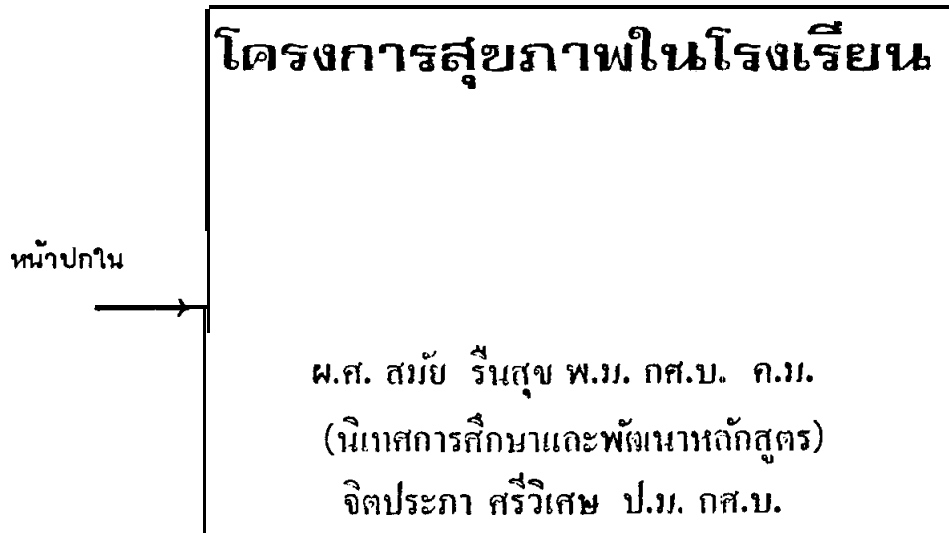 โครงการสุขภาพในโรงเรียน
หน้าปกใน
ผ.ศ. สมัย รื่นสุข พ.ม. กศ.บ. ค.ม.
(นิเทศการศึกษาและพัฒนาหลักสูตร)
จิตประภา ศรีวิเศษ ป.ม. กศ.บ.